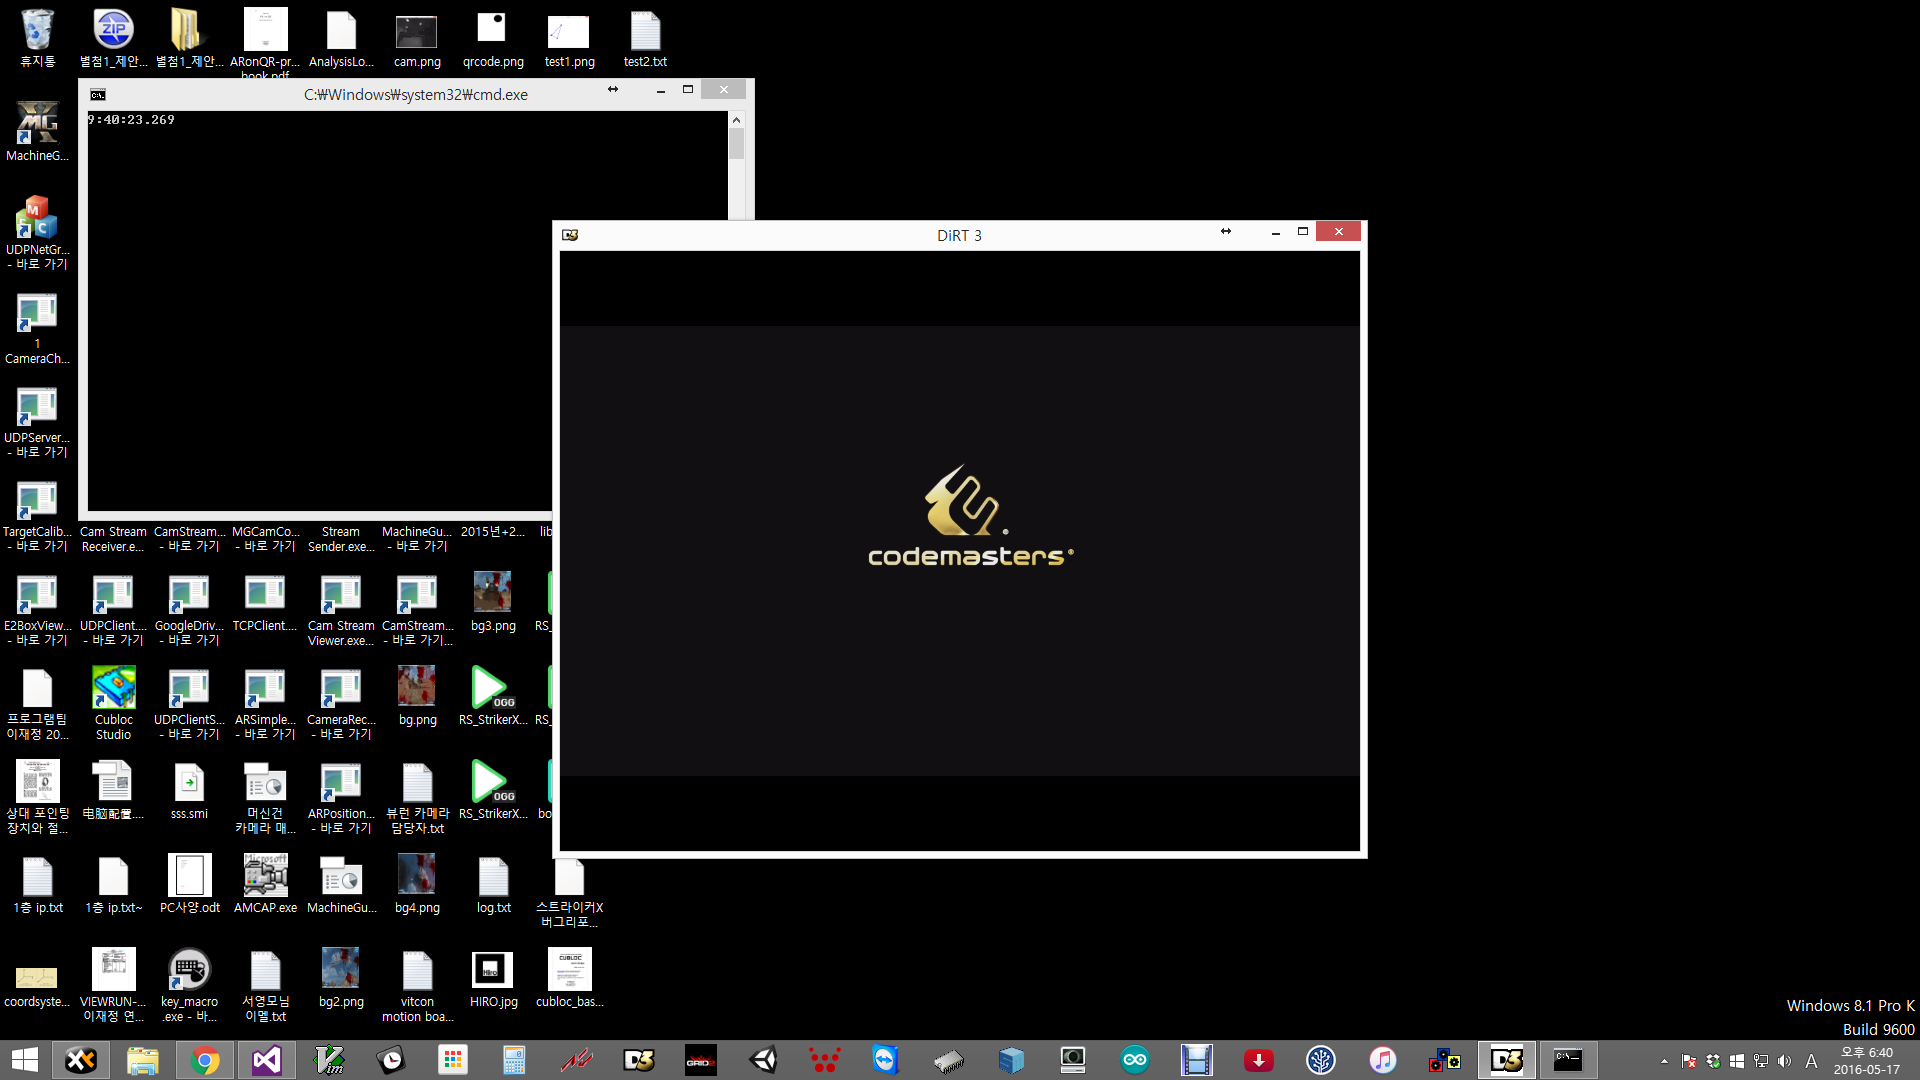 휴지통
별첨1_제안...
별첨1_제안...
ARonQR-pr...
book.pdf
AnalysisLo...
cam.png
qrcode.png
test1.png
test2.txt
C:₩Windows₩system32₩cmd.exe
9:40:23.269
MachineG...
UDPNetGr...
- 바로 가기
1
CameraCh...
UDPServer...
- 바로 가기
DiRT 3
codemasters®
TargetCalib...
- 바로 가기
Cam Stream
Receiver.e...
CamStream...
- 바로 가기
MGCamCo...
- 바로 가기
Stream
Sender.exe...
MachineGu...
- 바로 가기
2015년+2...
lib
E2BoxView...
- 바로 가기
UDPClient....
- 바로 가기
GoogleDriv...
- 바로 가기
TCPClient....
Cam Stream
Viewer.exe...
CamStream...
- 바로 가기...
bg3.png
RS_
프로그램팀
이재정 20...
Cubloc
Studio
UDPClientS...
- 바로 가기
ARSimple...
- 바로 가기
CameraRec...
- 바로 가기
bg.png
OGG
RS_StrikerX...
RS_
상대 포인팅
장치와 절...
电脑配置....
sss.smi
머신건
카메라 매...
ARPosition...
- 바로 가기
뷰런 카메라
담당자.txt
OGG
RS_StrikerX...
bo
1층 ip.txt
1층 ip.txt~
PC사양.odt
Microsoft
AMCAP.exe
MachineGu...
bg4.png
log.txt
스트라이커X
버그리포...
coordsyste...
VIEWRUN-...
이재정 연...
key_macro
.exe - 바...
서영모님
이멜.txt
bg2.png
vitcon
motion boa...
Hiro
HIRO.jpg
CUBLOC
cubloc_bas...
Windows 8.1 Pro K
Build 9600
오후 6:40
2016-05-17
A